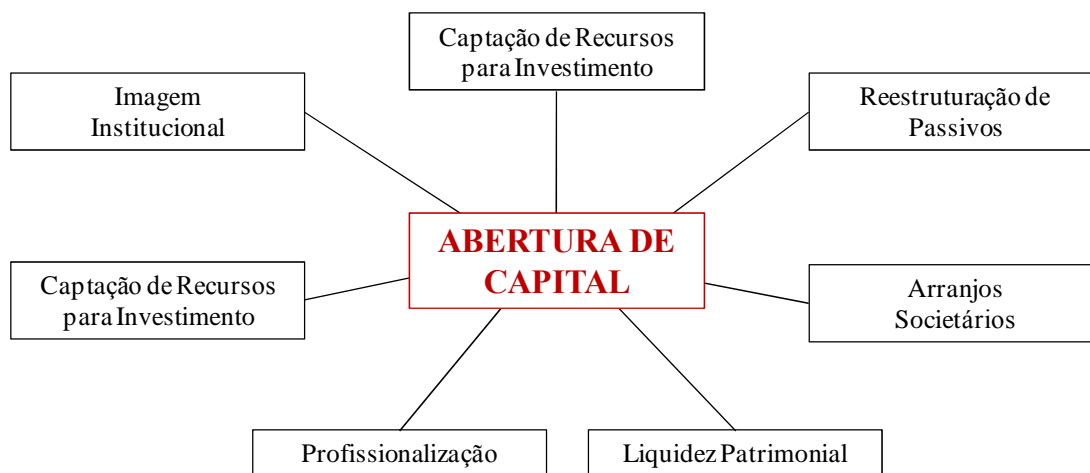 Captação de Recursos
para Investimento
Imagem
Institucional
Reestruturação de
Passivos
ABERTURA DE
CAPITAL
Captação de Recursos
para Investimento
Arranjos
Societários
Profissionalização
Liquidez Patrimonial